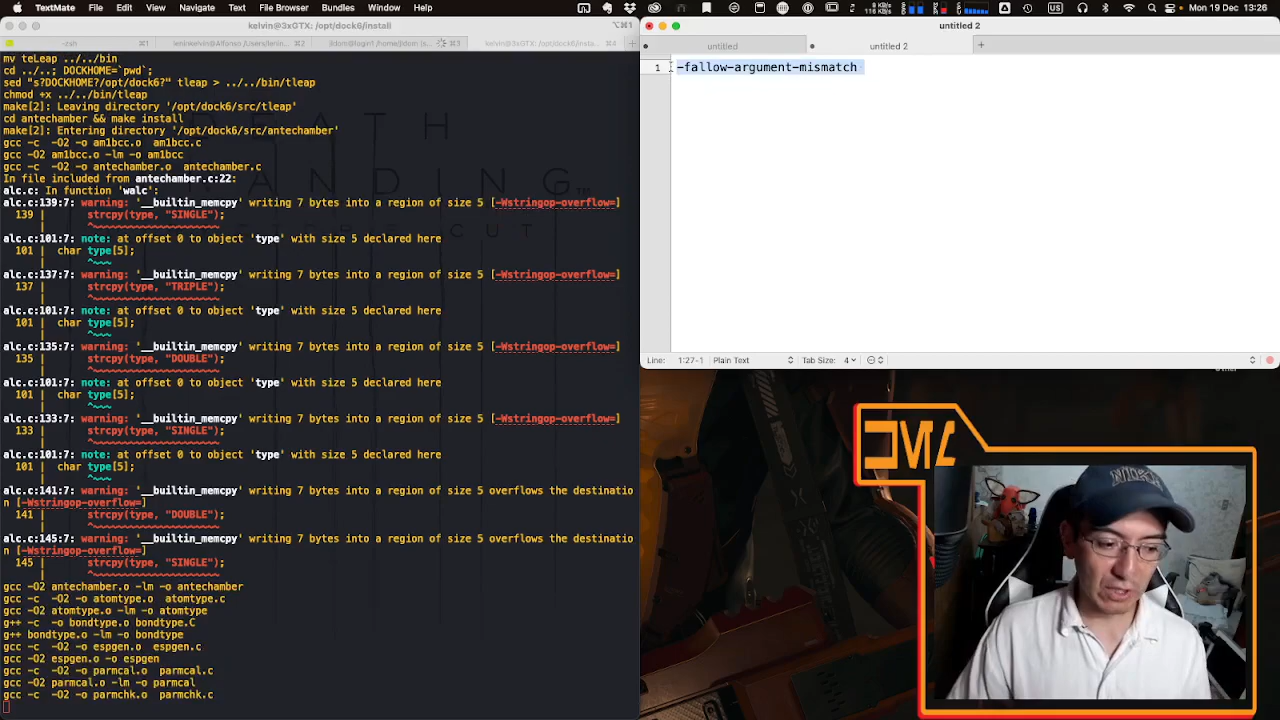 TextMate File Edit View Navigate Text File Browser Bundles Window Help
Mon 19 Dec 13:26
kelvin@3xGTX: /opt/dock6/install
⌥⌘1
-zsh ⌘1
⌘2
⌘3
⌘4
mv teLeap ../../bin
cd ../..; DOCKHOME=`pwd`;
sed "s?DOCKHOME?/opt/dock6?" tleap > ../../bin/tleap
chmod +x ../../bin/tleap
make[2]: Leaving directory '/opt/dock6/src/tleap'
cd antechamber && make install
make[2]: Entering directory '/opt/dock6/src/antechamber'
gcc -c -O2 -o am1bcc.o am1bcc.c
gcc -O2 am1bcc.o -lm -o am1bcc
gcc -c -O2 -o antechamber.o antechamber.c
In file included from antechamber.c:22:
alc.c: In function 'walc':
alc.c:139:7: warning: '__builtin_memcpy' writing 7 bytes into a region of size 5 [-Wstringop-overflow=]
139 | strcpy(type, "SINGLE");
| ^~~~~~~~~~~~~~~~~~~~~~
alc.c:101:7: note: at offset 0 to object 'type' with size 5 declared here
101 | char type[5];
| ^~~~
alc.c:137:7: warning: '__builtin_memcpy' writing 7 bytes into a region of size 5 [-Wstringop-overflow=]
137 | strcpy(type, "TRIPLE");
| ^~~~~~~~~~~~~~~~~~~~~~
alc.c:101:7: note: at offset 0 to object 'type' with size 5 declared here
101 | char type[5];
| ^~~~
alc.c:135:7: warning: '__builtin_memcpy' writing 7 bytes into a region of size 5 [-Wstringop-overflow=]
135 | strcpy(type, "DOUBLE");
| ^~~~~~~~~~~~~~~~~~~~~~
alc.c:101:7: note: at offset 0 to object 'type' with size 5 declared here
101 | char type[5];
| ^~~~
alc.c:133:7: warning: '__builtin_memcpy' writing 7 bytes into a region of size 5 [-Wstringop-overflow=]
133 | strcpy(type, "SINGLE");
| ^~~~~~~~~~~~~~~~~~~~~~
alc.c:101:7: note: at offset 0 to object 'type' with size 5 declared here
101 | char type[5];
| ^~~~
alc.c:141:7: warning: '__builtin_memcpy' writing 7 bytes into a region of size 5 overflows the destinatio
n [-Wstringop-overflow=]
141 | strcpy(type, "DOUBLE");
| ^~~~~~~~~~~~~~~~~~~~~~
alc.c:145:7: warning: '__builtin_memcpy' writing 7 bytes into a region of size 5 overflows the destinatio
n [-Wstringop-overflow=]
145 | strcpy(type, "SINGLE");
| ^~~~~~~~~~~~~~~~~~~~~~
gcc -O2 antechamber.o -lm -o antechamber
gcc -c -O2 -o atomtype.o atomtype.c
gcc -O2 atomtype.o -lm -o atomtype
g++ -c -o bondtype.o bondtype.C
g++ bondtype.o -lm -o bondtype
gcc -c -O2 -o espgen.o espgen.c
gcc -O2 espgen.o -o espgen
gcc -c -O2 -o parmcal.o parmcal.c
gcc -O2 parmcal.o -lm -o parmcal
gcc -c -O2 -o parmchk.o parmchk.c
untitled 2
untitled untitled 2
1 -fallow-argument-mismatch
Line: 1:27-1 Plain Text Tab Size: 4